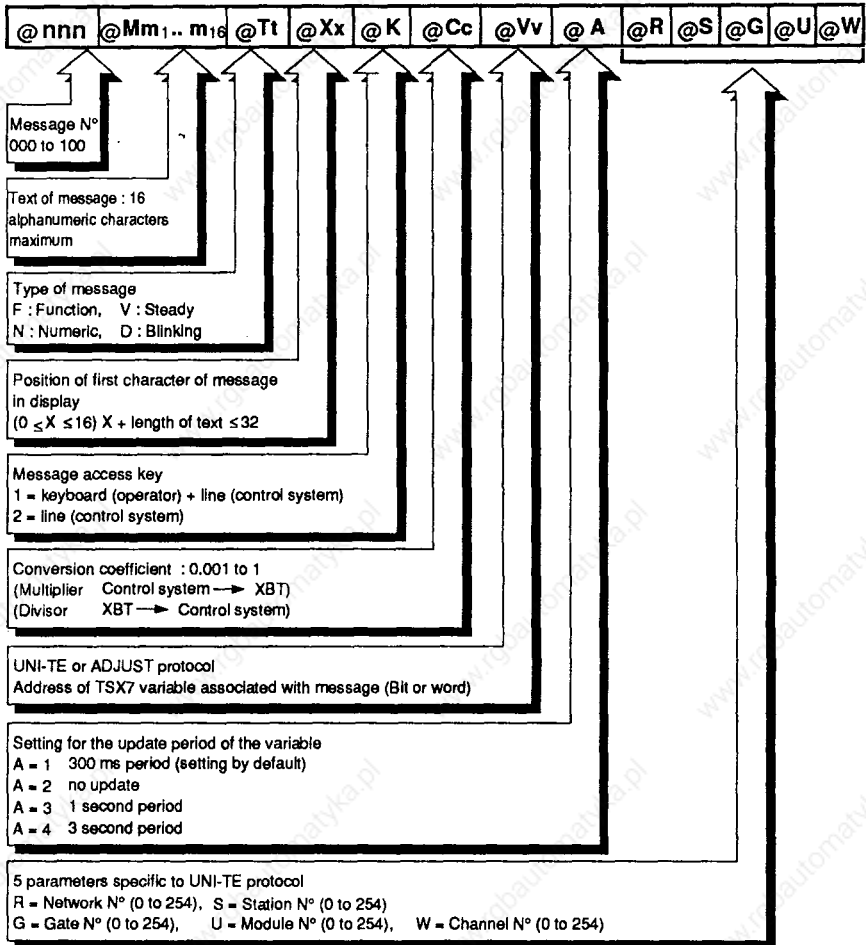 @nnn @Mm1.. m16 @Tt @Xx @K @Cc @Vv @A @R @S @G @U @W
Message N°
000 to 100
Text of message : 16
alphanumeric characters
maximum
Type of message
F : Function, V : Steady
N : Numeric, D : Blinking
Position of first character of message
in display
(0 ≤ X ≤ 16) X + length of text ≤ 32
Message access key
1 = keyboard (operator) + line (control system)
2 = line (control system)
Conversion coefficient : 0.001 to 1
(Multiplier Control system → XBT)
(Divisor XBT → Control system)
UNI-TE or ADJUST protocol
Address of TSX7 variable associated with message (Bit or word)
Setting for the update period of the variable
A = 1 300 ms period (setting by default)
A = 2 no update
A = 3 1 second period
A = 4 3 second period
5 parameters specific to UNI-TE protocol
R = Network N° (0 to 254), S = Station N° (0 to 254)
G = Gate N° (0 to 254), U = Module N° (0 to 254), W = Channel N° (0 to 254)
www.rgbautomatyka.pl